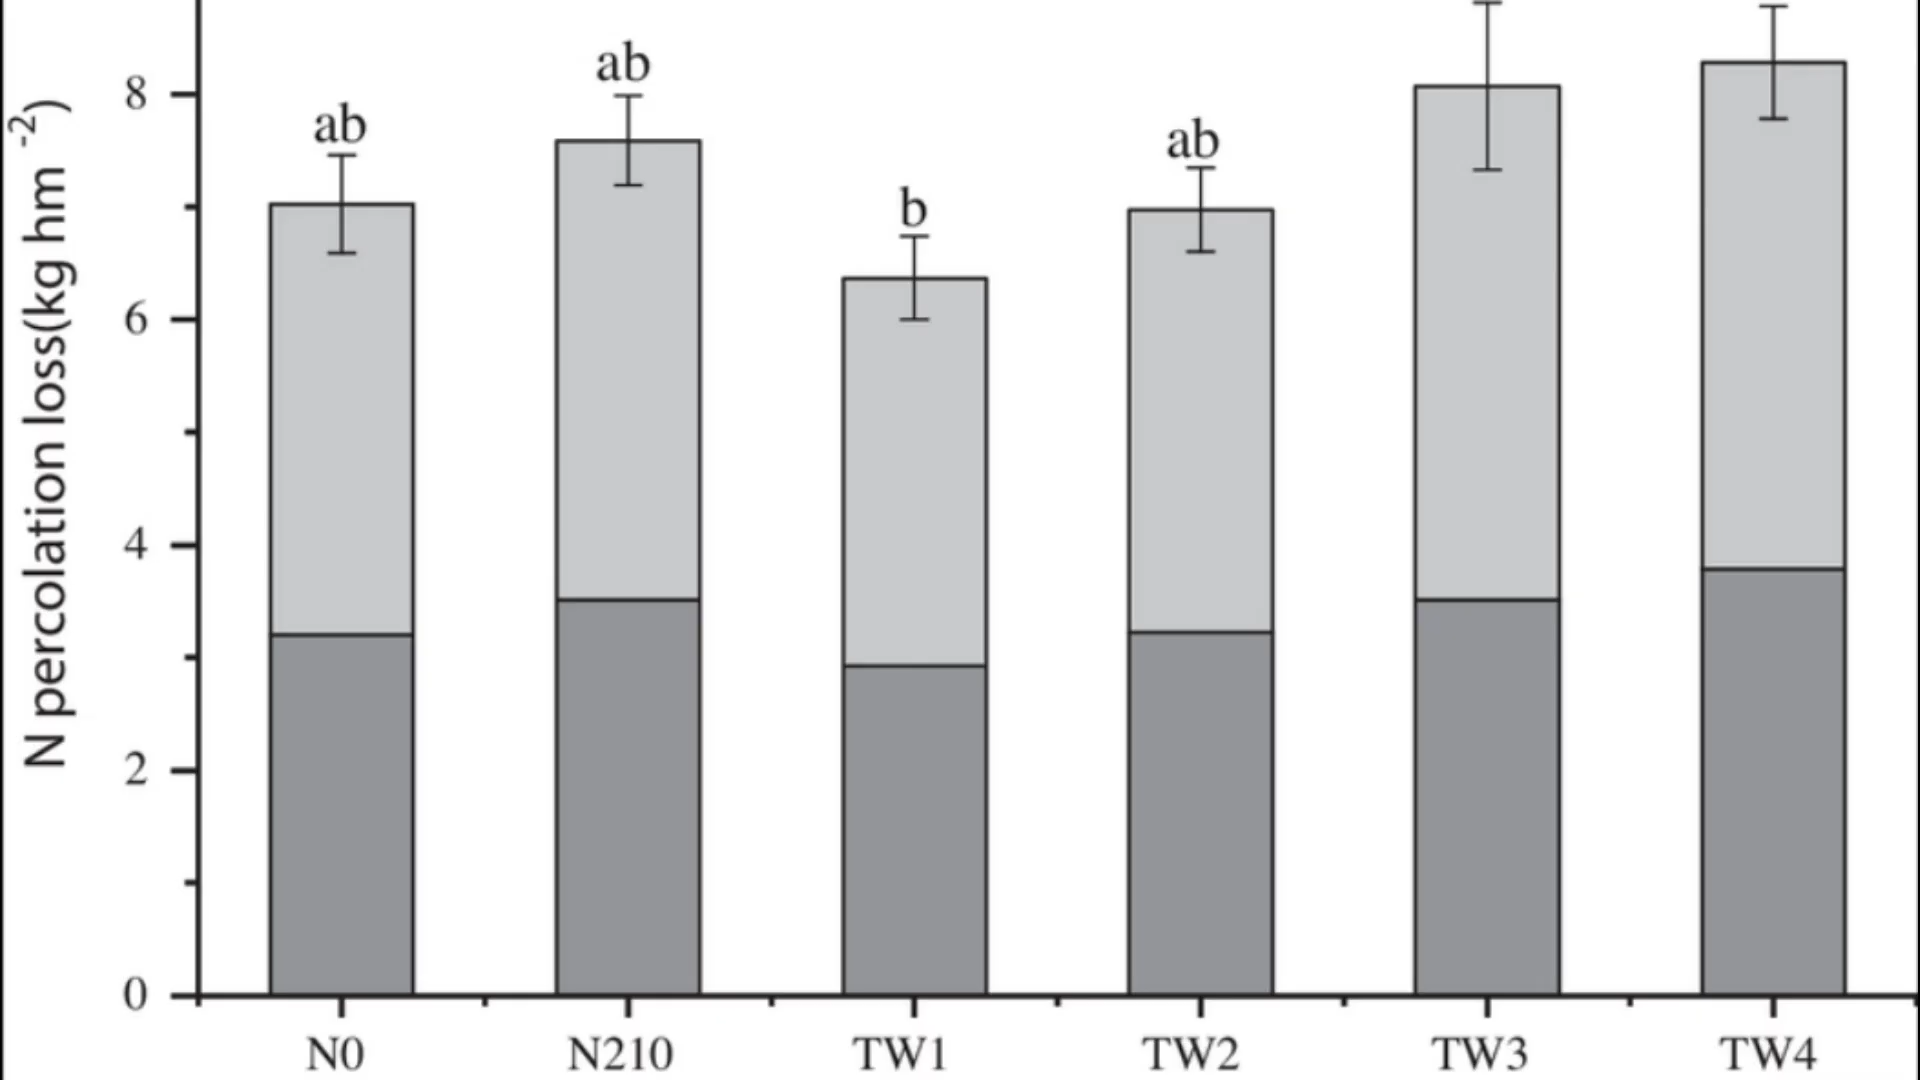 N percolation loss(kg hm -2)
8
6
4
2
0
ab
ab
b
ab
N0 N210 TW1 TW2 TW3 TW4